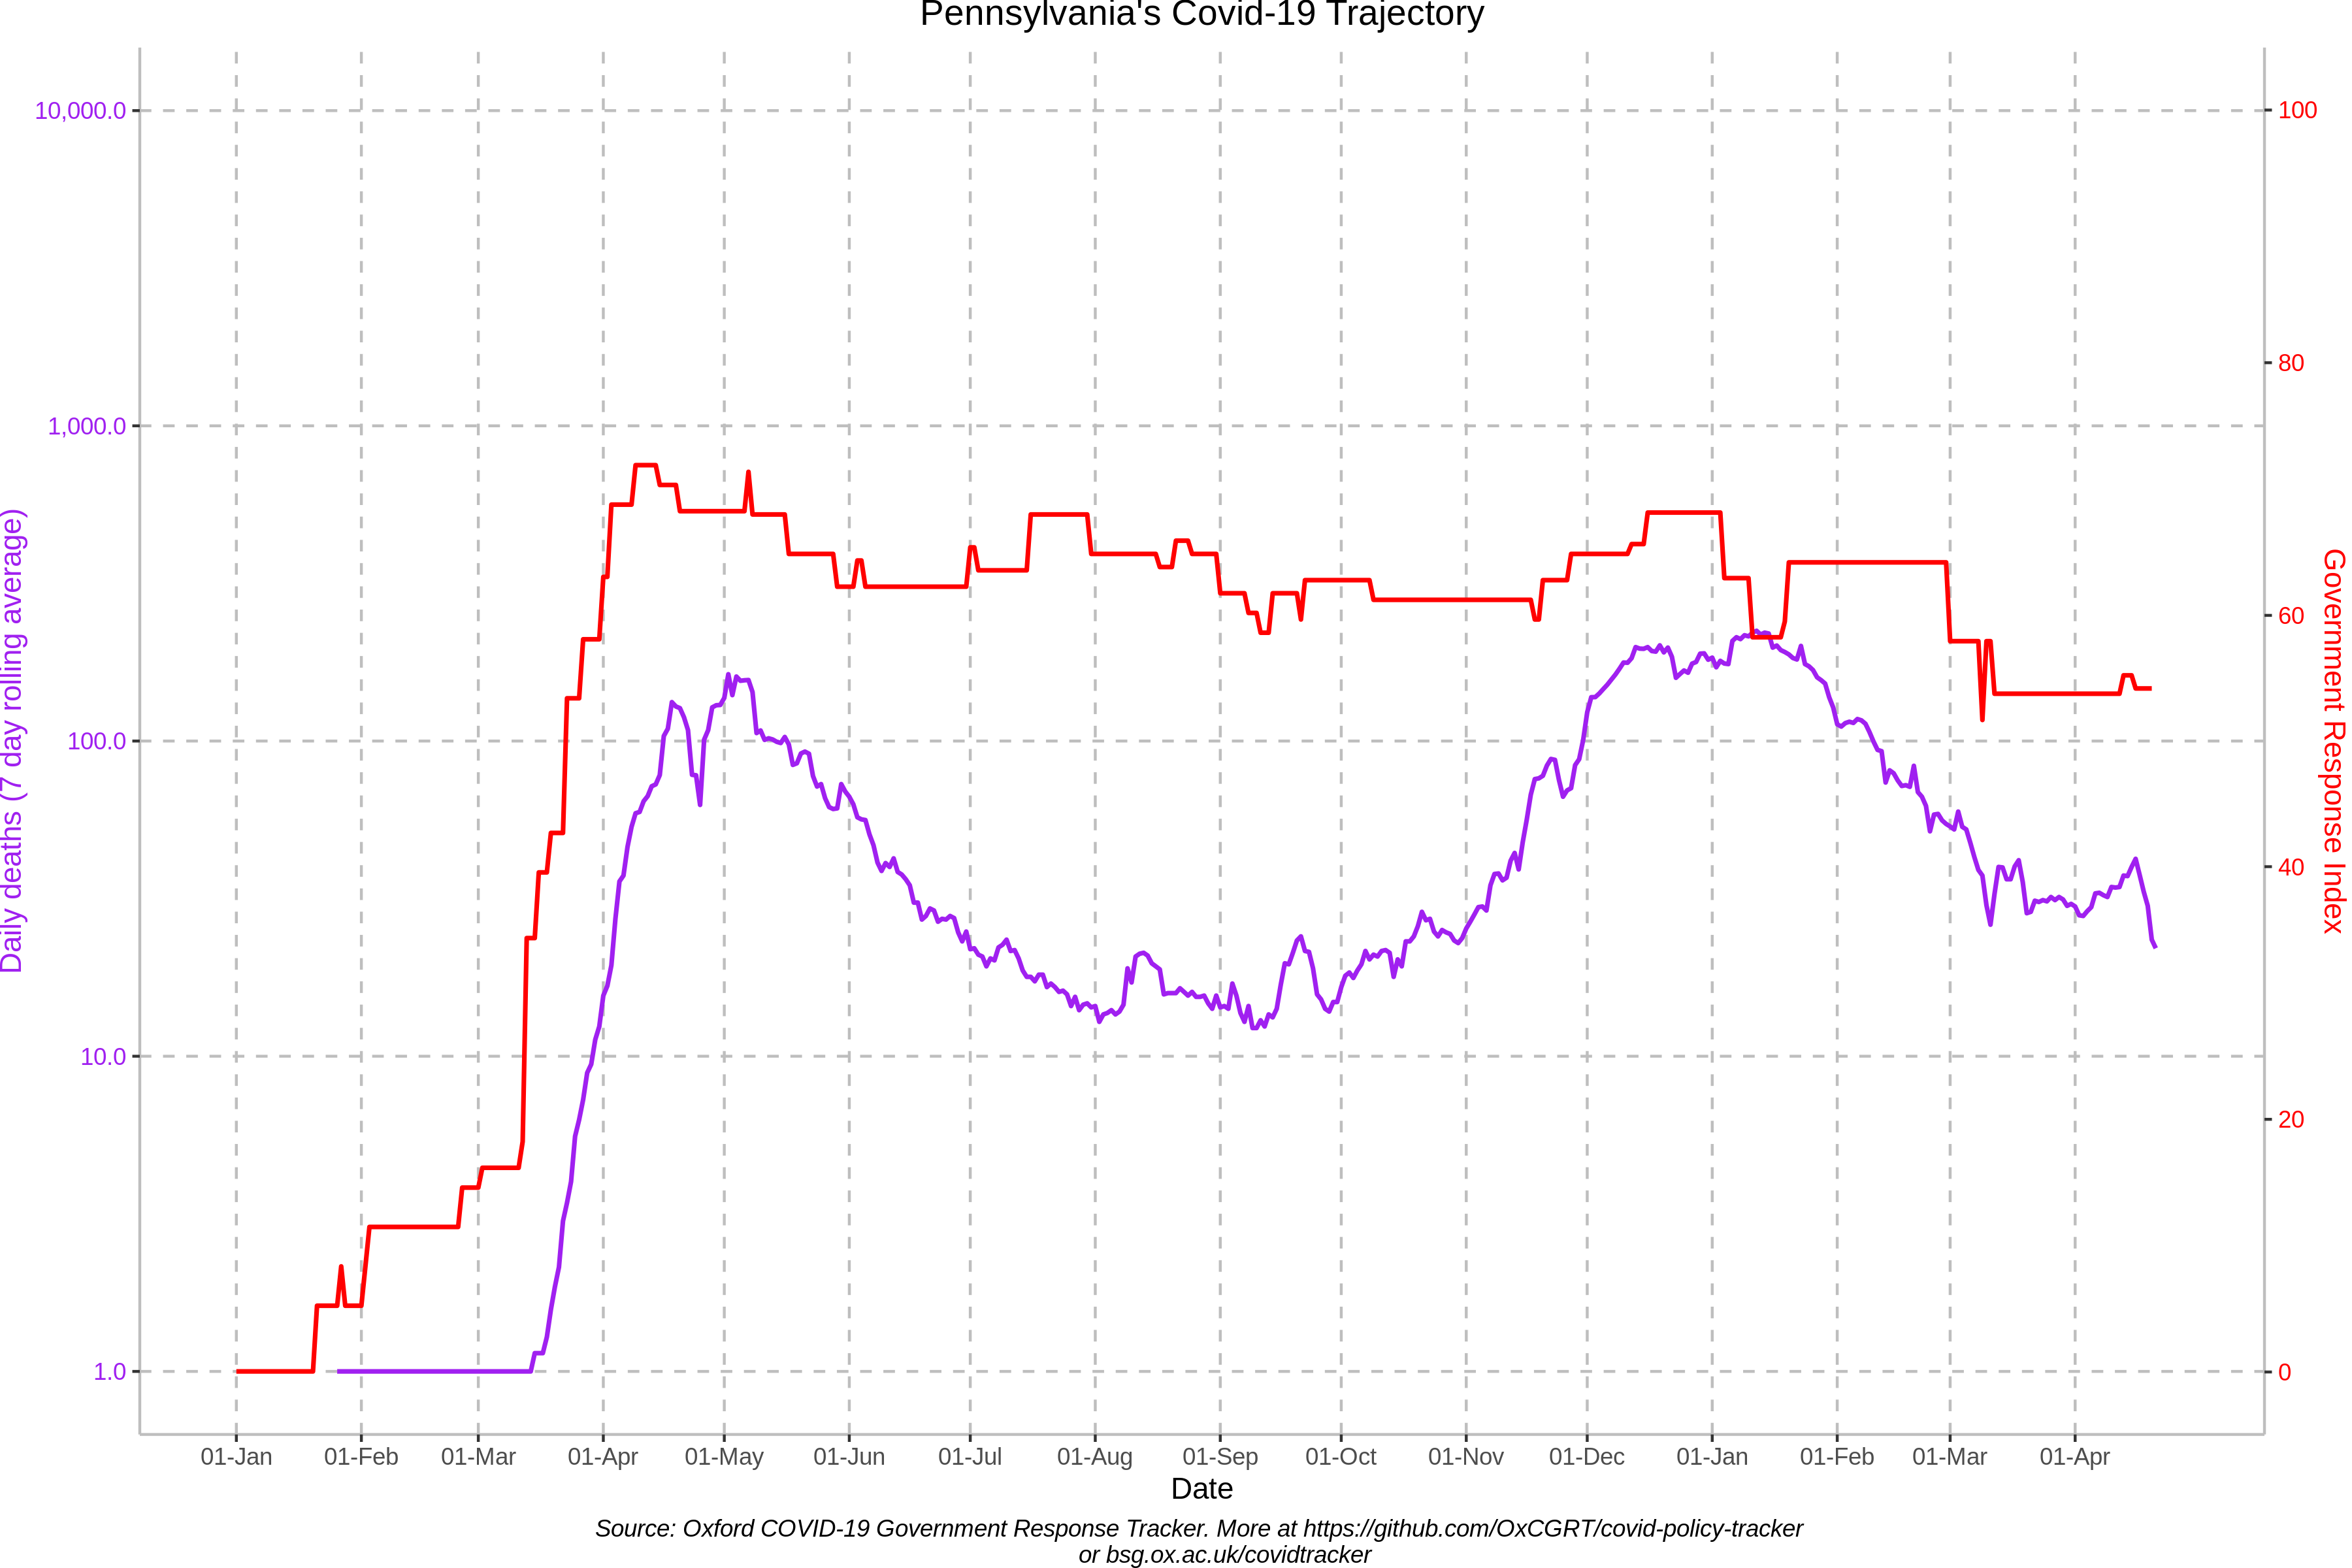 Pennsylvania's Covid-19 Trajectory
Daily deaths (7 day rolling average)
10,000.0
1,000.0
100.0
10.0
1.0
100
80
60
40
20
0
Government Response Index
01-Jan 01-Feb 01-Mar 01-Apr 01-May 01-Jun 01-Jul 01-Aug 01-Sep 01-Oct 01-Nov 01-Dec 01-Jan 01-Feb 01-Mar 01-Apr
Date
Source: Oxford COVID-19 Government Response Tracker. More at https://github.com/OxCGRT/covid-policy-tracker
or bsg.ox.ac.uk/covidtracker